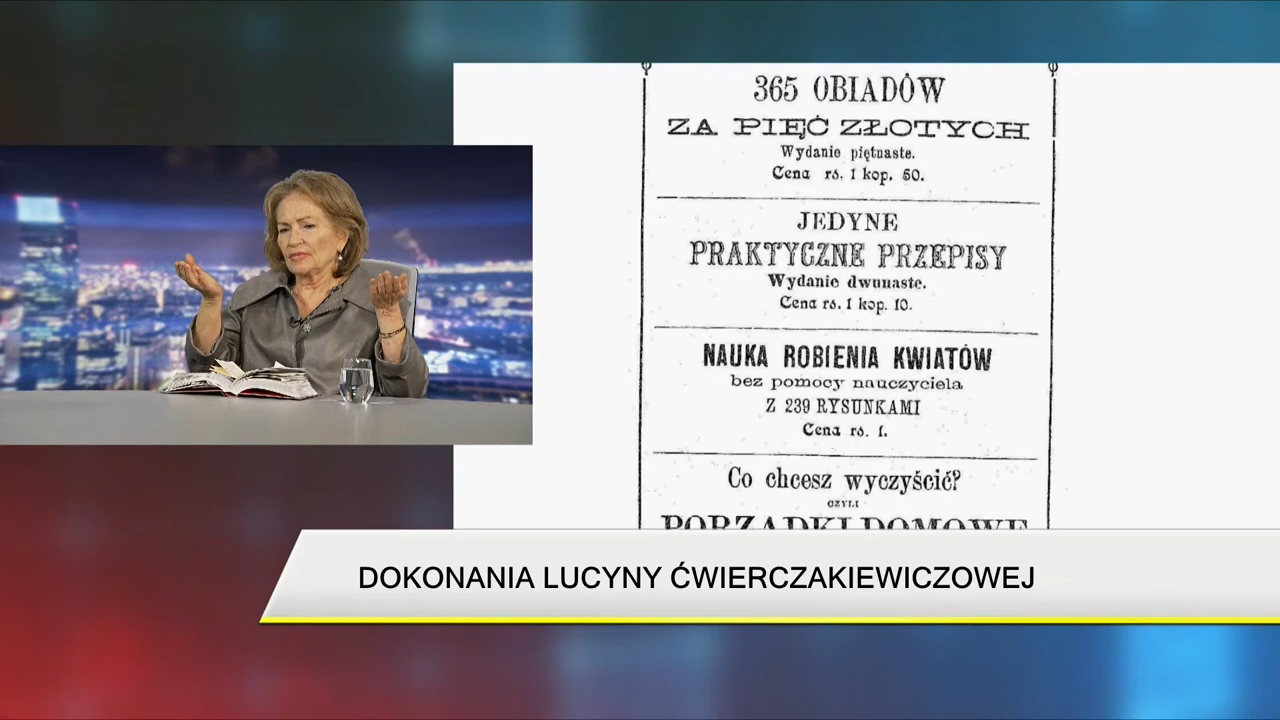 365 OBIADÓW
ZA PIĘĆ ZŁOTYCH
Wydanie piętnaste.
Cena rs. 1 kop. 50.
JEDYNE
PRAKTYCZNE PRZEPISY
Wydanie dwunaste.
Cena rs. 1 kop. 10.
NAUKA ROBIENIA KWIATÓW
bez pomocy nauczyciela
Z 239 RYSUNKAMI
Cena rs. 1.
Co chcesz wyczyścić?
CZYLI
PORZĄDKI DOMOWE
DOKONANIA LUCYNY ĆWIERCZAKIEWICZOWEJ